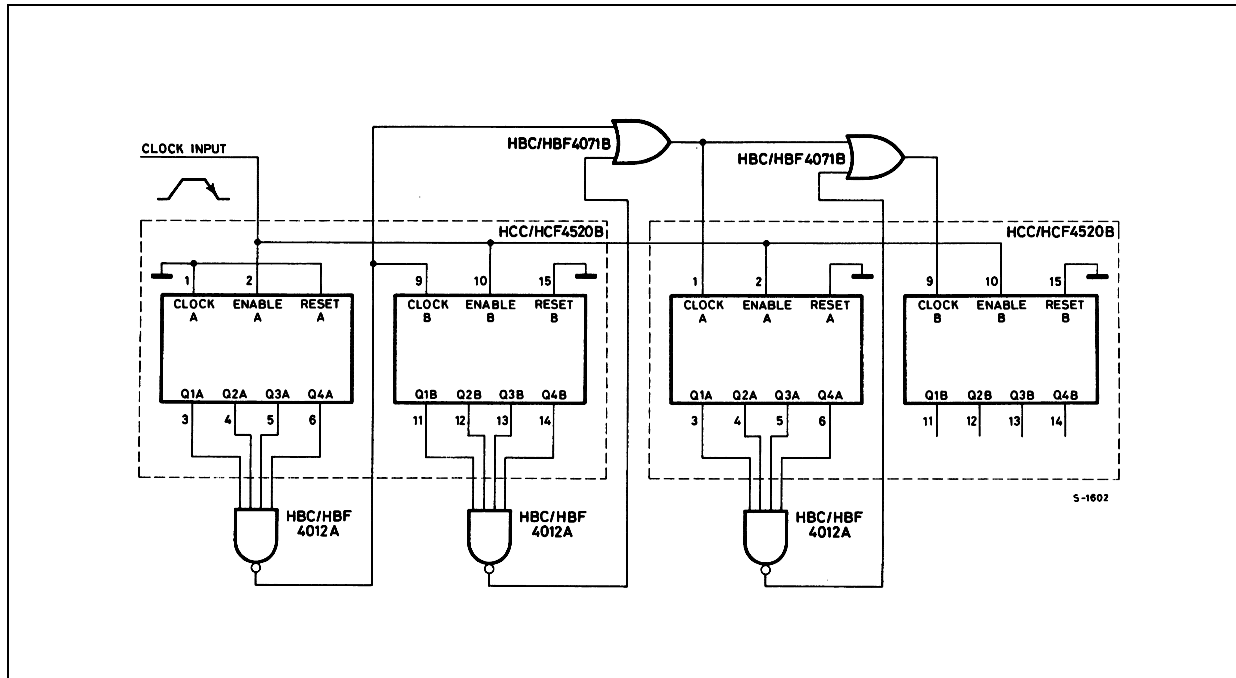 HBC/HBF4071B
HBC/HBF4071B
CLOCK INPUT
HCC/HCF4520B
HCC/HCF4520B
1 2 9 10 15 1 2 9 10 15
CLOCK A ENABLE A RESET A
CLOCK B ENABLE B RESET B
CLOCK A ENABLE A RESET A
CLOCK B ENABLE B RESET B
Q1A Q2A Q3A Q4A
Q1B Q2B Q3B Q4B
Q1A Q2A Q3A Q4A
Q1B Q2B Q3B Q4B
3 4 5 6
11 12 13 14
3 4 5 6
11 12 13 14
S-1602
HBC/HBF
4012A
HBC/HBF
4012A
HBC/HBF
4012A